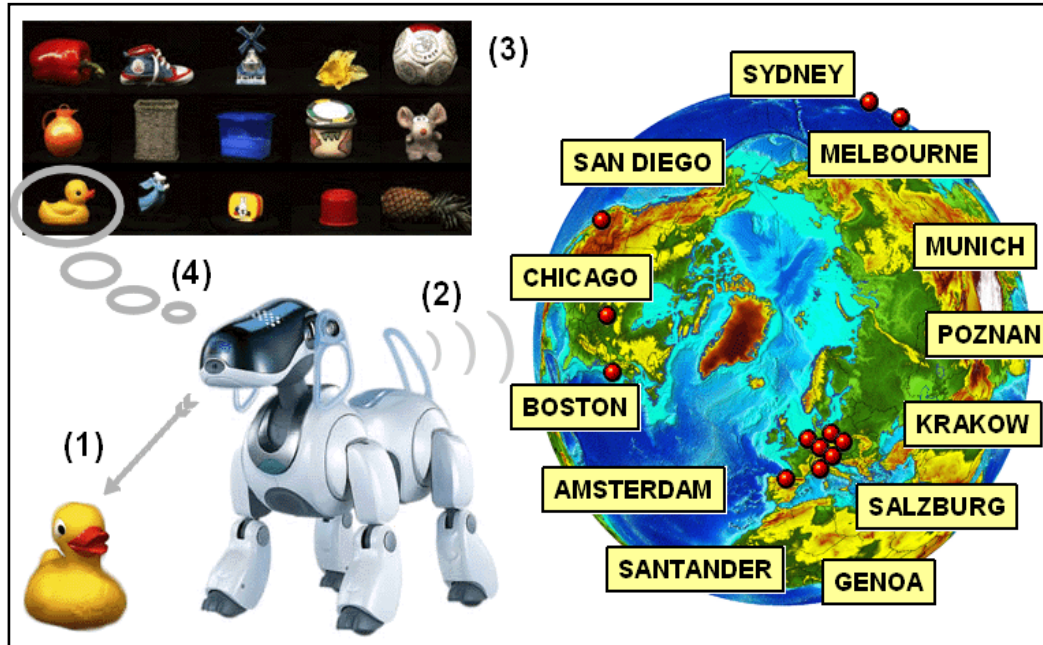 (3)
SYDNEY
SAN DIEGO
MELBOURNE
MUNICH
CHICAGO
(4)
(2)
POZNAN
BOSTON
KRAKOW
(1)
AMSTERDAM
SALZBURG
SANTANDER
GENOA